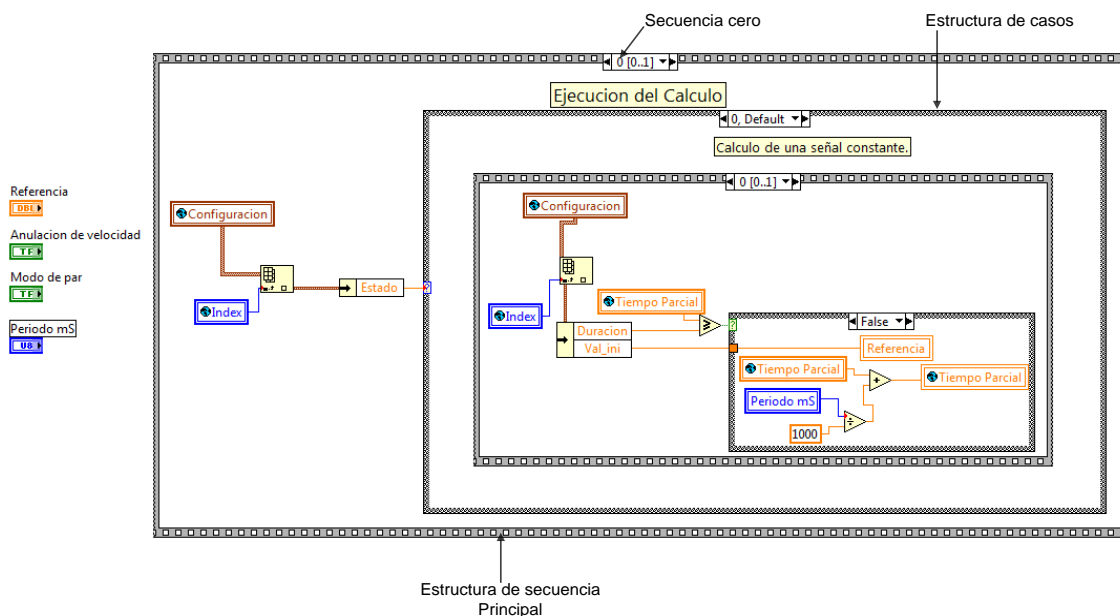 Secuencia cero
Estructura de casos
0 [0..1]
Ejecucion del Calculo
0, Default
Calculo de una señal constante.
0 [0..1]
Referencia
DBL
Anulacion de velocidad
TF
Modo de par
TF
Periodo mS
U8
Configuracion
Index
Estado
Configuracion
Index
Duracion
Val_ini
Tiempo Parcial
False
Referencia
Tiempo Parcial
Tiempo Parcial
Periodo mS
1000
Estructura de secuencia
Principal